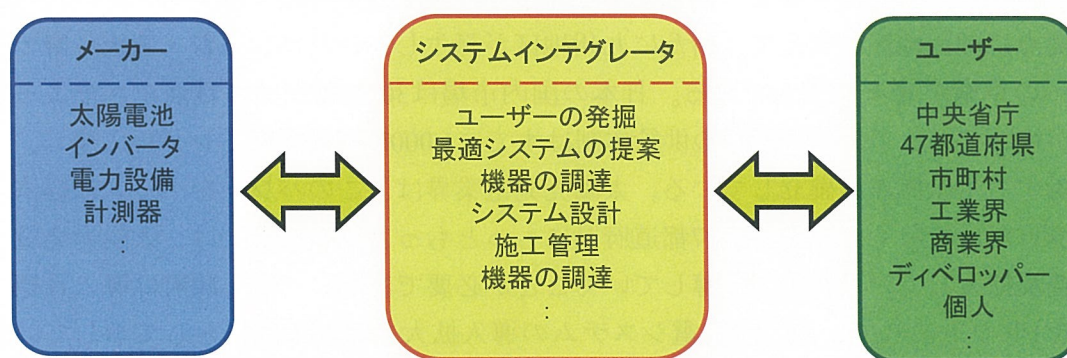 メーカー
太陽電池
インバータ
電力設備
計測器
:
システムインテグレータ
ユーザーの発掘
最適システムの提案
機器の調達
システム設計
施工管理
機器の調達
:
ユーザー
中央省庁
47都道府県
市町村
工業界
商業界
ディベロッパー
個人
: